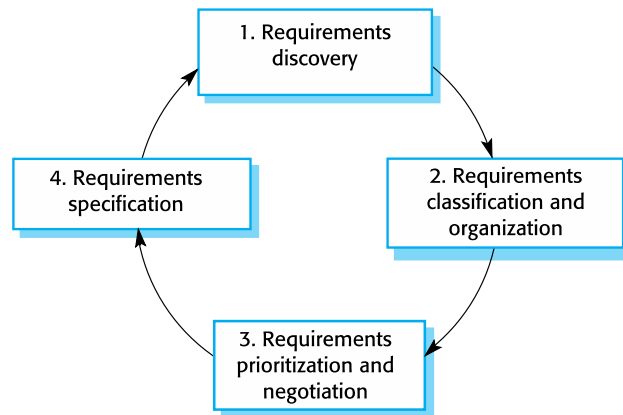 1. Requirements
discovery
2. Requirements
classification and
organization
3. Requirements
prioritization and
negotiation
4. Requirements
specification